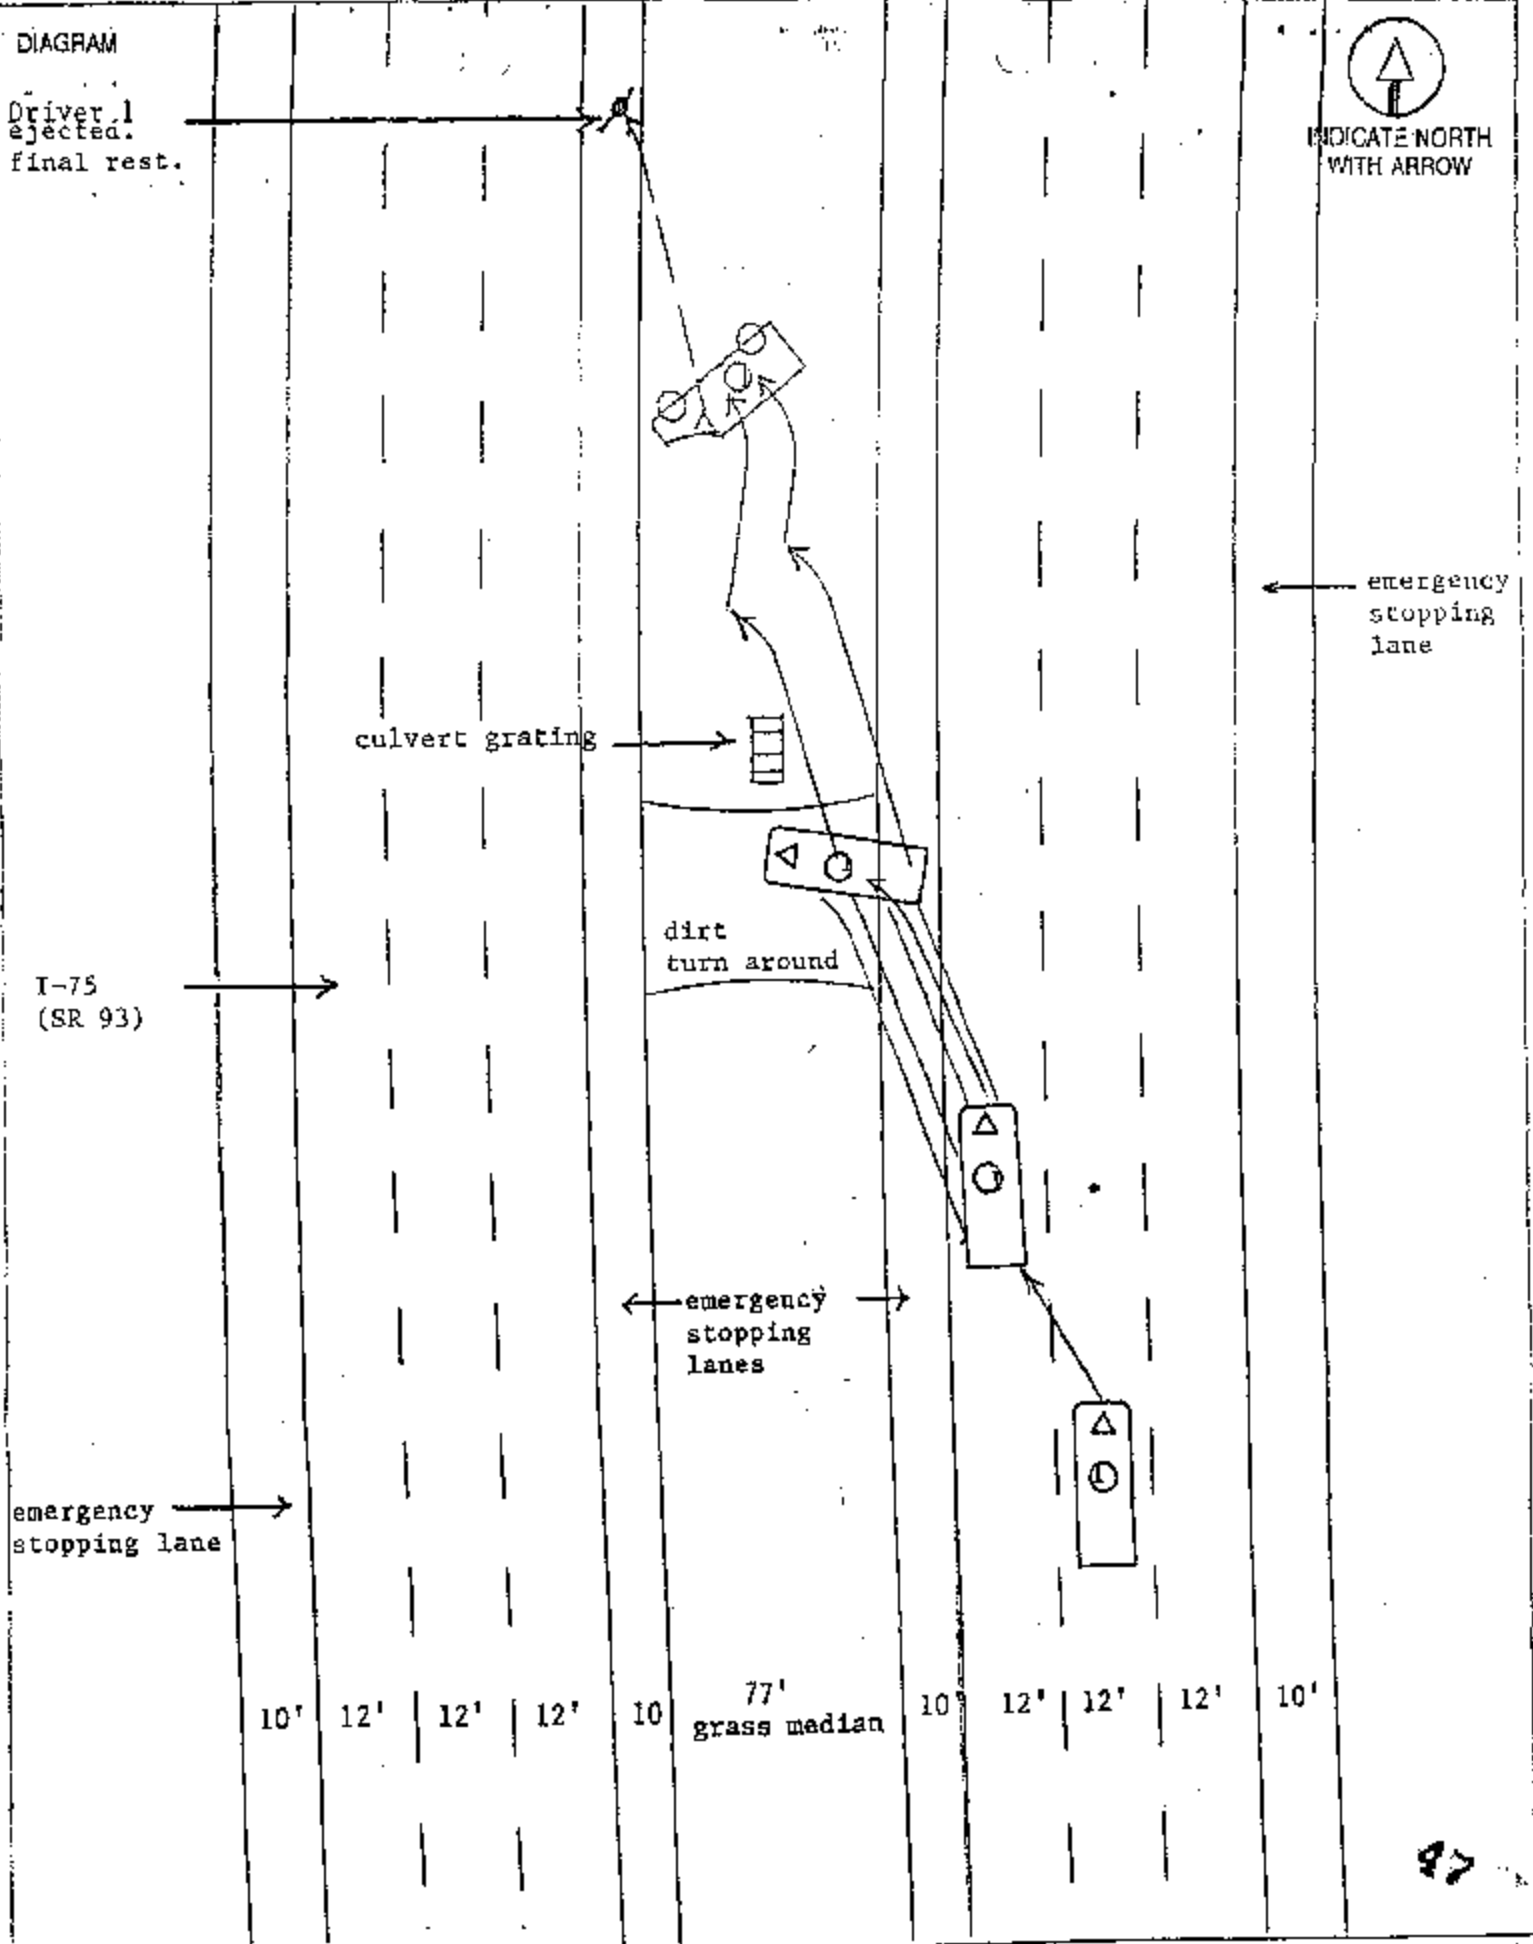 DIAGRAM
Driver 1
ejected.
final rest.
INDICATE NORTH
WITH ARROW
emergency
stopping
lane
culvert grating
dirt
turn around
I-75
(SR 93)
emergency
stopping
lanes
emergency
stopping lane
10' 12' 12' 12' 10 77' 10 12' 12' 12' 10'
grass median
97